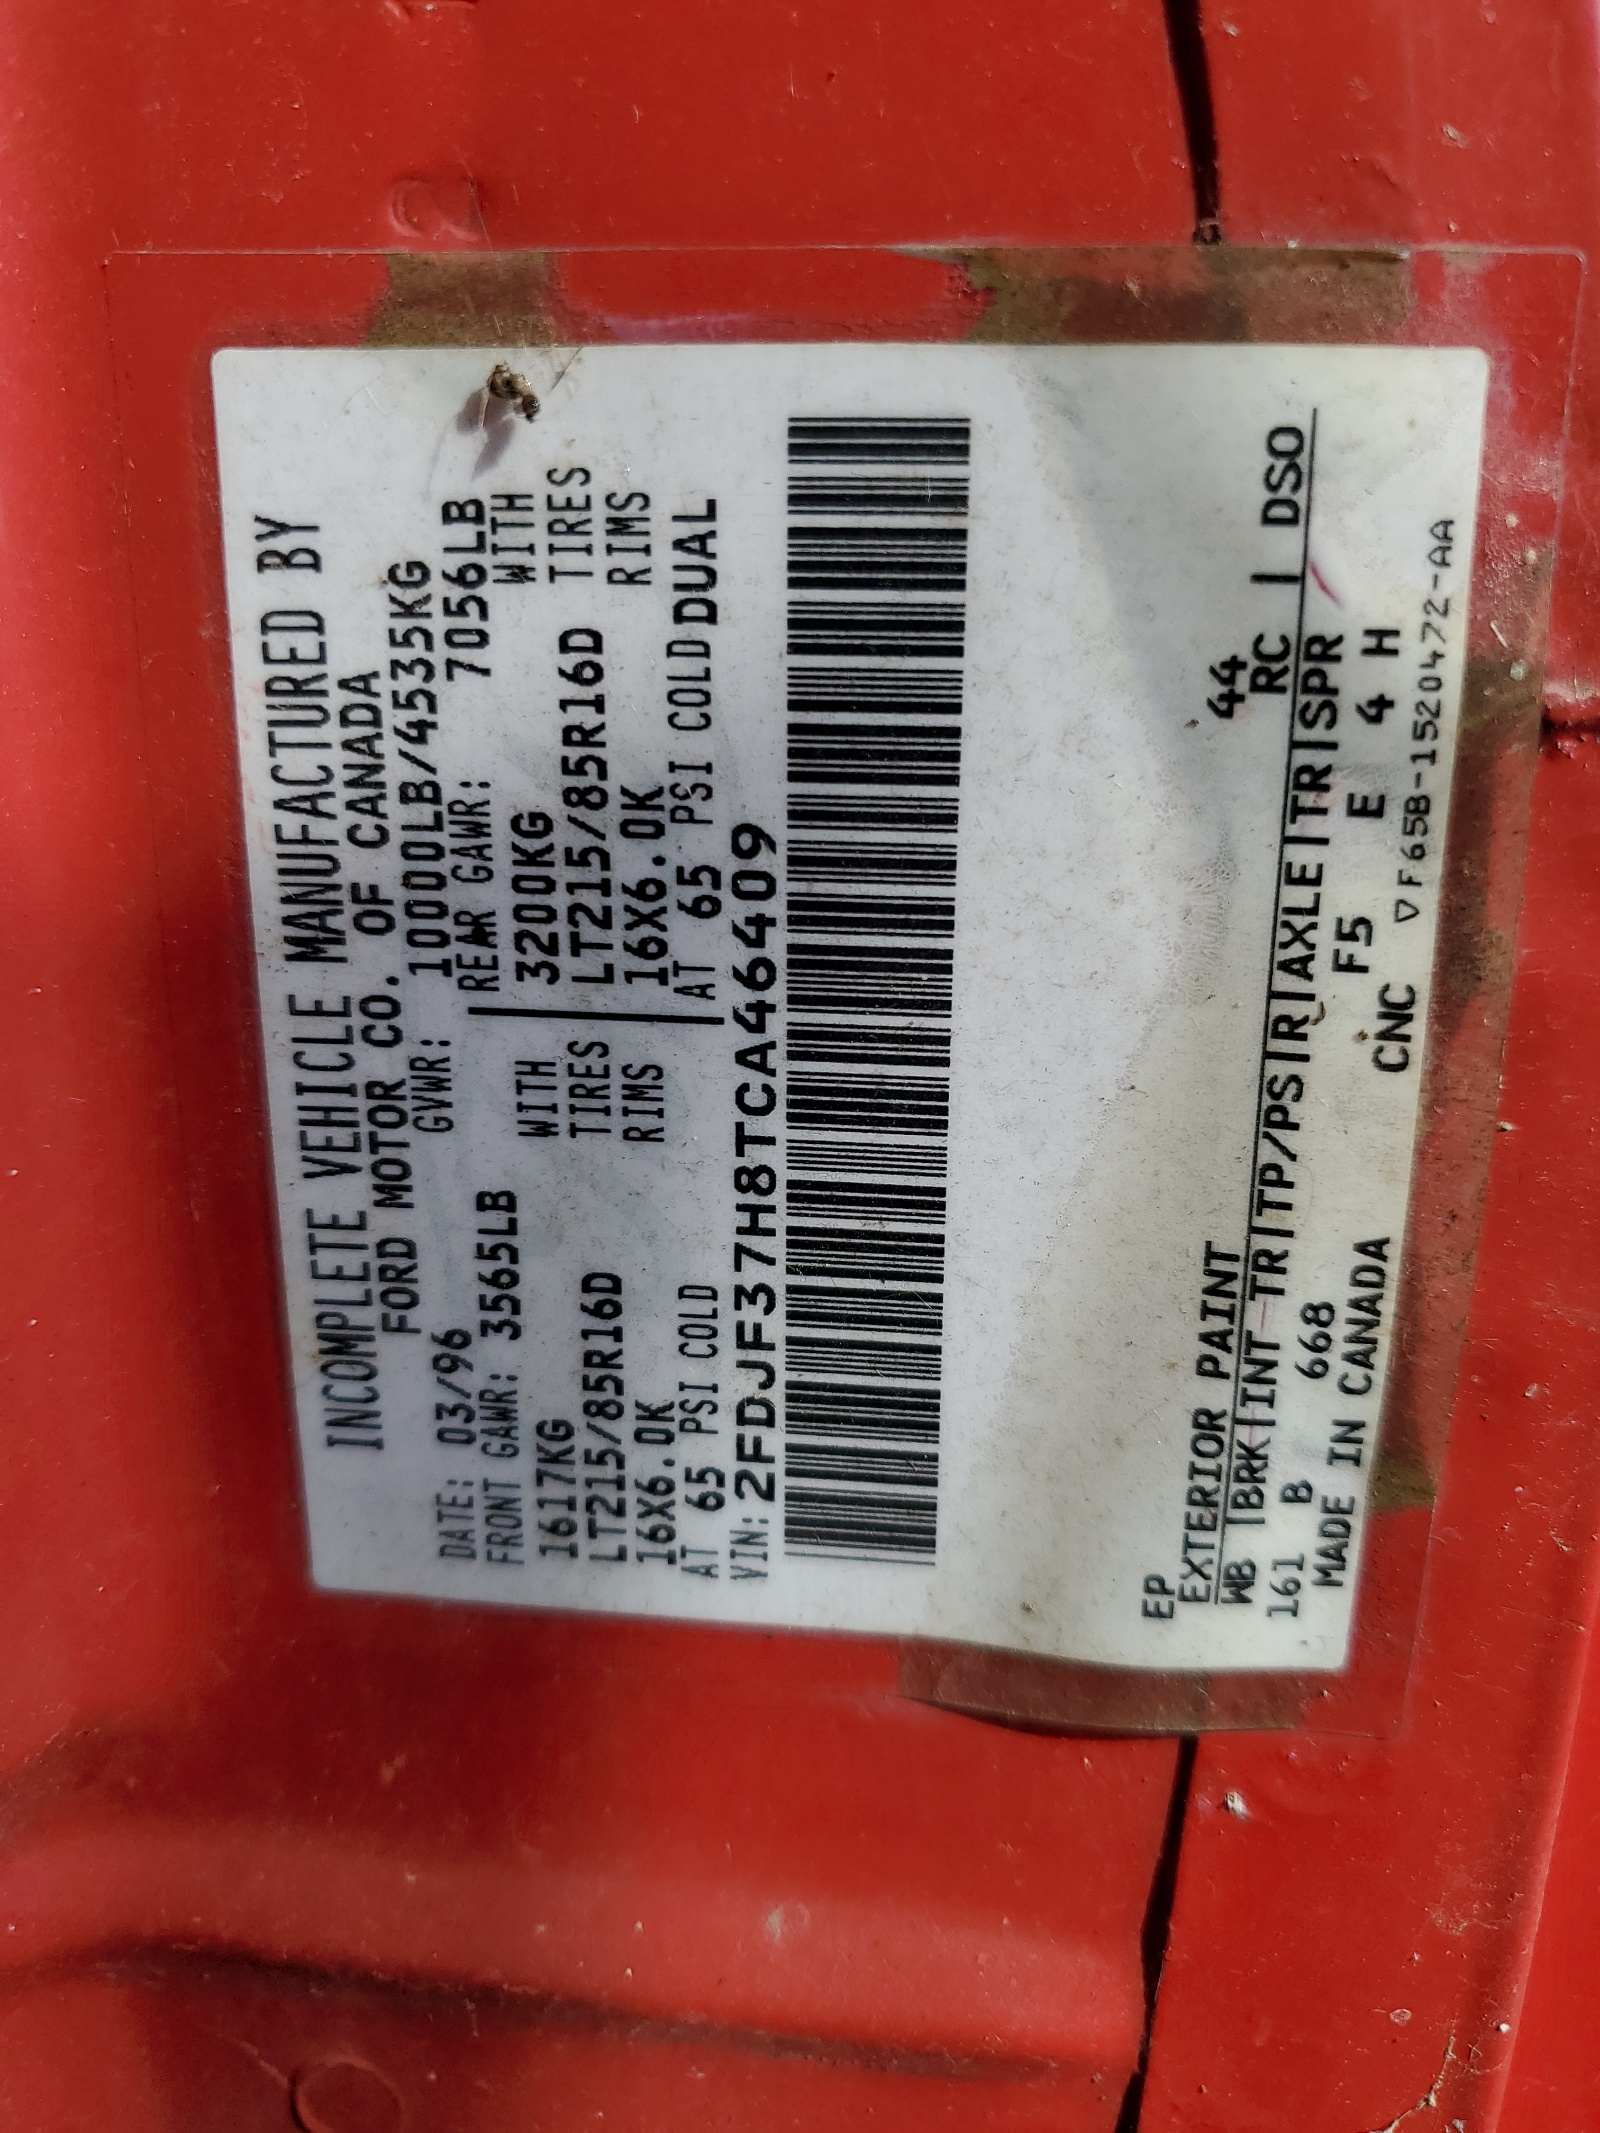 INCOMPLETE VEHICLE MANUFACTURED BY
FORD MOTOR CO. OF CANADA
DATE: 03/96 GVWR: 10000LB/4535KG
FRONT GAWR: 3565LB REAR GAWR: 7056LB
1617KG WITH 3200KG WITH
LT215/85R16D TIRES LT215/85R16D TIRES
16X6.0K RIMS 16X6.0K RIMS
AT 65 PSI COLD AT 65 PSI COLD DUAL
VIN: 2FDJF37H8TCA46409
EP 44
EXTERIOR PAINT RC | DSO
WB |BRK|INT TR|TP/PS|R|AXLE|TR|SPR
161 B 668 F5 E 4 H
MADE IN CANADA CNC
▽F65B-1520472-AA